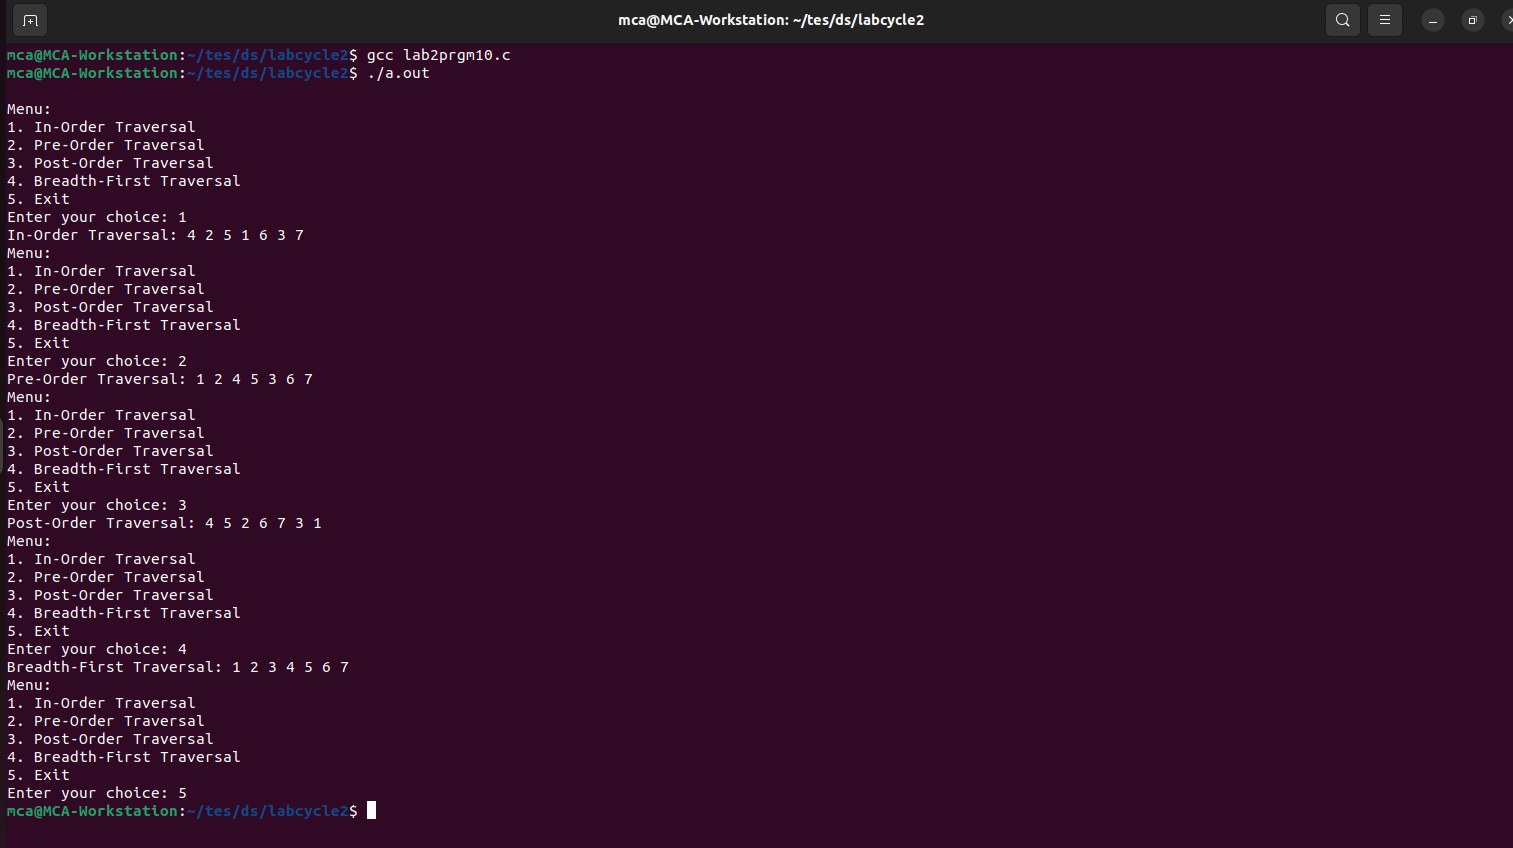 mca@MCA-Workstation: ~/tes/ds/labcycle2
mca@MCA-Workstation:~/tes/ds/labcycle2$ gcc lab2prgm10.c
mca@MCA-Workstation:~/tes/ds/labcycle2$ ./a.out
Menu:
1. In-Order Traversal
2. Pre-Order Traversal
3. Post-Order Traversal
4. Breadth-First Traversal
5. Exit
Enter your choice: 1
In-Order Traversal: 4 2 5 1 6 3 7
Menu:
1. In-Order Traversal
2. Pre-Order Traversal
3. Post-Order Traversal
4. Breadth-First Traversal
5. Exit
Enter your choice: 2
Pre-Order Traversal: 1 2 4 5 3 6 7
Menu:
1. In-Order Traversal
2. Pre-Order Traversal
3. Post-Order Traversal
4. Breadth-First Traversal
5. Exit
Enter your choice: 3
Post-Order Traversal: 4 5 2 6 7 3 1
Menu:
1. In-Order Traversal
2. Pre-Order Traversal
3. Post-Order Traversal
4. Breadth-First Traversal
5. Exit
Enter your choice: 4
Breadth-First Traversal: 1 2 3 4 5 6 7
Menu:
1. In-Order Traversal
2. Pre-Order Traversal
3. Post-Order Traversal
4. Breadth-First Traversal
5. Exit
Enter your choice: 5
mca@MCA-Workstation:~/tes/ds/labcycle2$